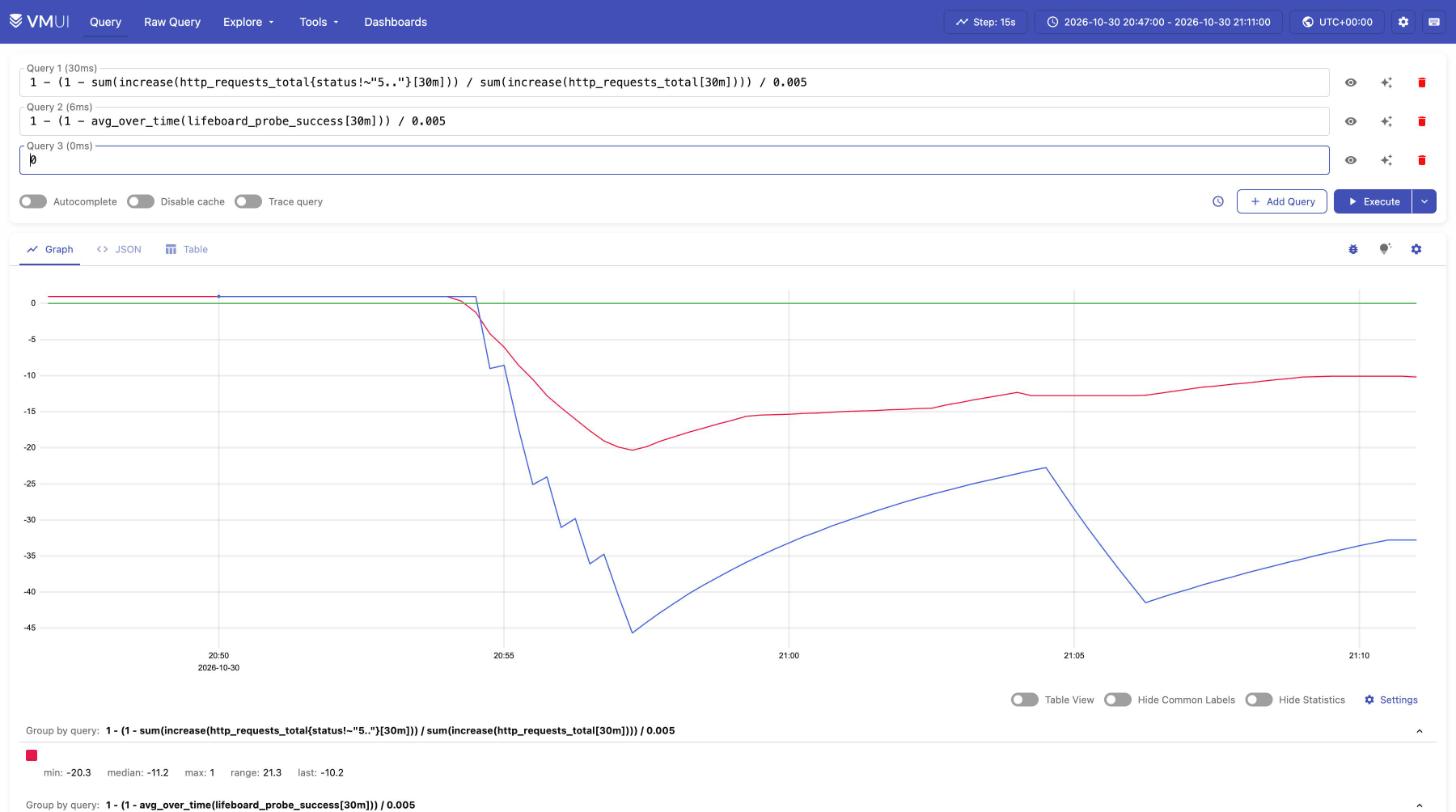 VMUI Query Raw Query Explore Tools Dashboards Step: 15s 2026-10-30 20:47:00 - 2026-10-30 21:11:00 UTC+00:00
Query 1 (30ms)
1 - (1 - sum(increase(http_requests_total{status!~"5.."}[30m])) / sum(increase(http_requests_total[30m]))) / 0.005
Query 2 (6ms)
1 - (1 - avg_over_time(lifeboard_probe_success[30m])) / 0.005
Query 3 (0ms)
0
Autocomplete Disable cache Trace query Add Query Execute
Graph JSON Table
0
-5
-10
-15
-20
-25
-30
-35
-40
-45
20:50 20:55 21:00 21:05 21:10
2026-10-30
Table View Hide Common Labels Hide Statistics Settings
Group by query: 1 - (1 - sum(increase(http_requests_total{status!~"5.."}[30m])) / sum(increase(http_requests_total[30m]))) / 0.005
min: -20.3 median: -11.2 max: 1 range: 21.3 last: -10.2
Group by query: 1 - (1 - avg_over_time(lifeboard_probe_success[30m])) / 0.005